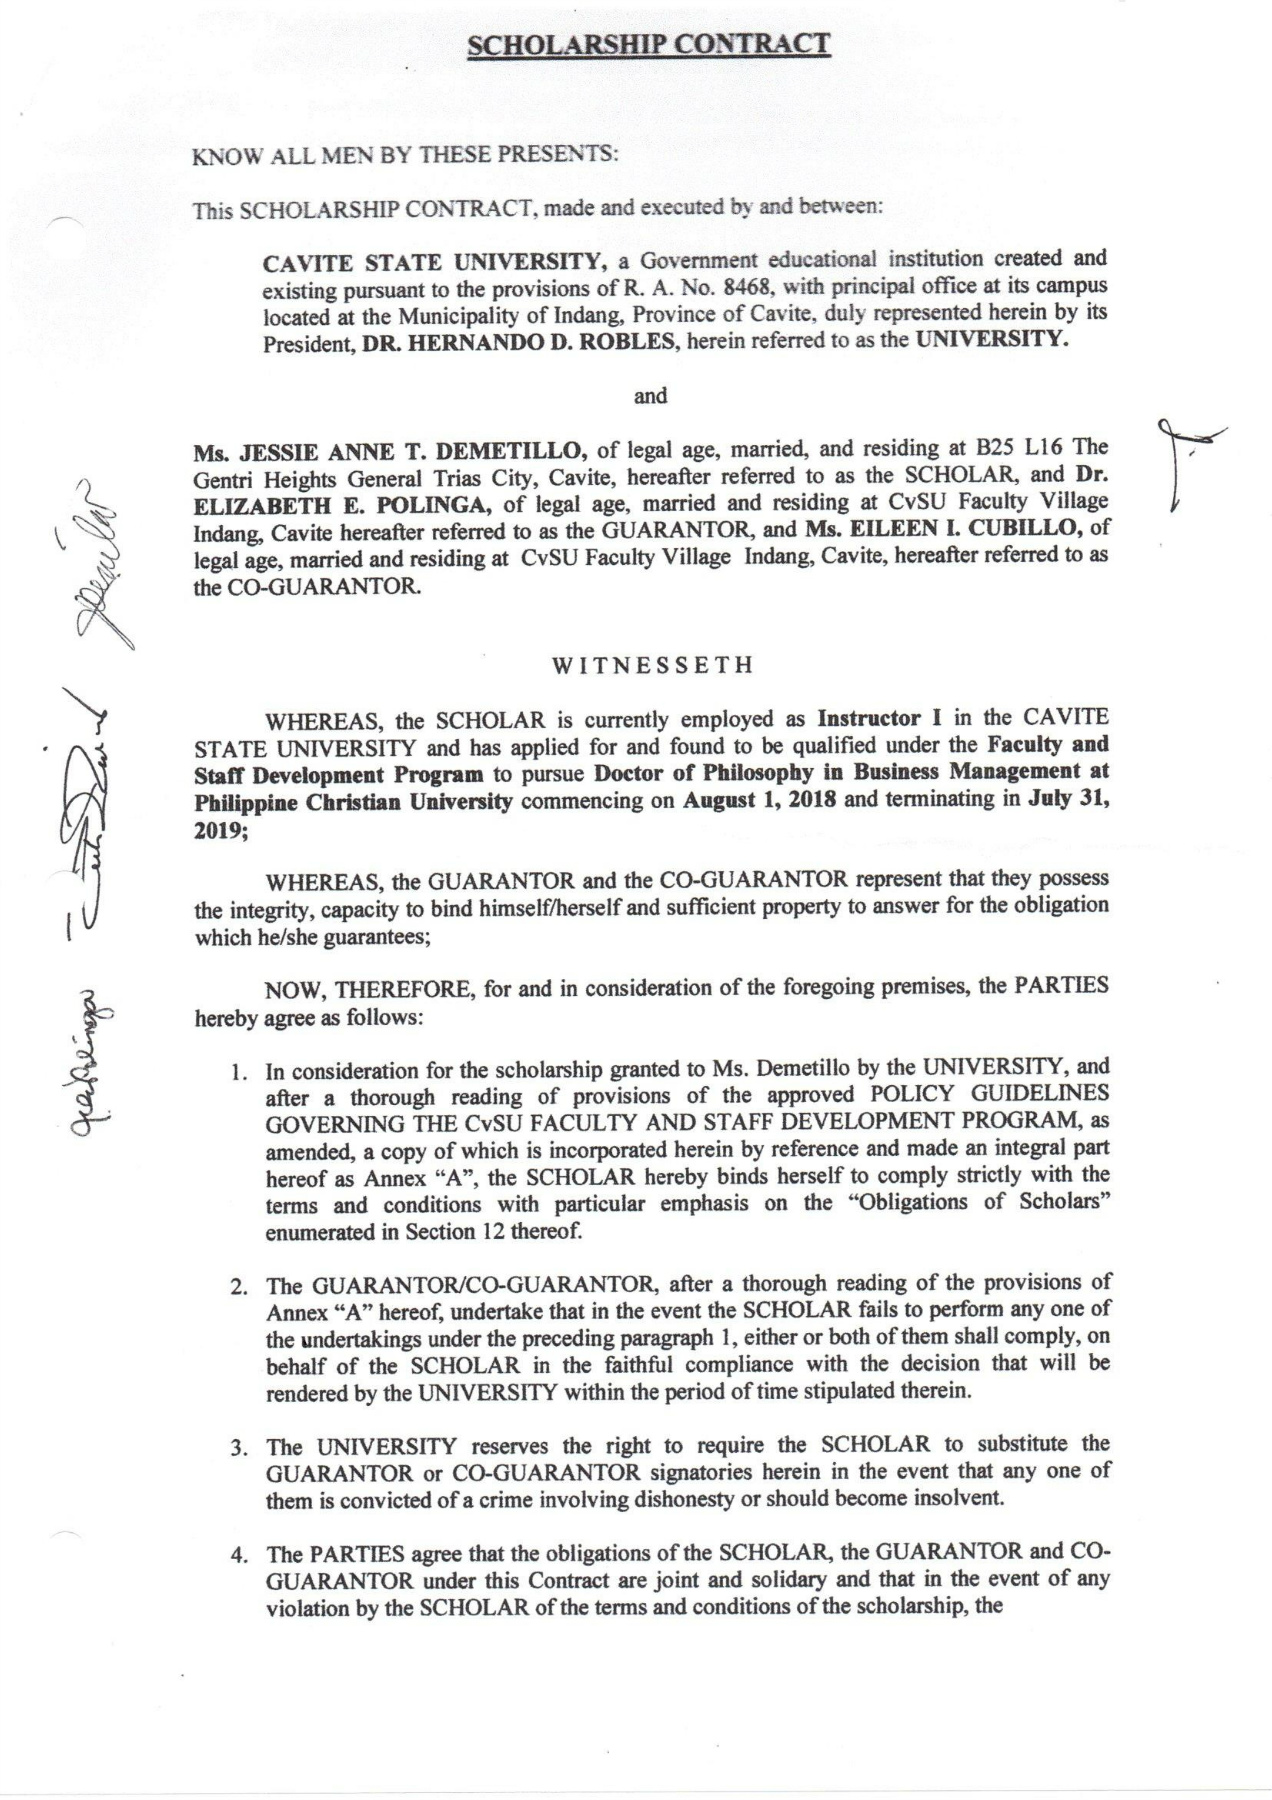 SCHOLARSHIP CONTRACT
KNOW ALL MEN BY THESE PRESENTS:
This SCHOLARSHIP CONTRACT, made and executed by and between:
CAVITE STATE UNIVERSITY, a Government educational institution created and
existing pursuant to the provisions of R. A. No. 8468, with principal office at its campus
located at the Municipality of Indang, Province of Cavite, duly represented herein by its
President, DR. HERNANDO D. ROBLES, herein referred to as the UNIVERSITY.
and
Ms. JESSIE ANNE T. DEMETILLO, of legal age, married, and residing at B25 L16 The
Gentri Heights General Trias City, Cavite, hereafter referred to as the SCHOLAR, and Dr.
ELIZABETH E. POLINGA, of legal age, married and residing at CvSU Faculty Village
Indang, Cavite hereafter referred to as the GUARANTOR, and Ms. EILEEN I. CUBILLO, of
legal age, married and residing at CvSU Faculty Village Indang, Cavite, hereafter referred to as
the CO-GUARANTOR.
WITNESSETH
WHEREAS, the SCHOLAR is currently employed as Instructor I in the CAVITE
STATE UNIVERSITY and has applied for and found to be qualified under the Faculty and
Staff Development Program to pursue Doctor of Philosophy in Business Management at
Philippine Christian University commencing on August 1, 2018 and terminating in July 31,
2019;
WHEREAS, the GUARANTOR and the CO-GUARANTOR represent that they possess
the integrity, capacity to bind himself/herself and sufficient property to answer for the obligation
which he/she guarantees;
NOW, THEREFORE, for and in consideration of the foregoing premises, the PARTIES
hereby agree as follows:
1. In consideration for the scholarship granted to Ms. Demetillo by the UNIVERSITY, and
after a thorough reading of provisions of the approved POLICY GUIDELINES
GOVERNING THE CvSU FACULTY AND STAFF DEVELOPMENT PROGRAM, as
amended, a copy of which is incorporated herein by reference and made an integral part
hereof as Annex “A”, the SCHOLAR hereby binds herself to comply strictly with the
terms and conditions with particular emphasis on the “Obligations of Scholars”
enumerated in Section 12 thereof.
2. The GUARANTOR/CO-GUARANTOR, after a thorough reading of the provisions of
Annex “A” hereof, undertake that in the event the SCHOLAR fails to perform any one of
the undertakings under the preceding paragraph 1, either or both of them shall comply, on
behalf of the SCHOLAR in the faithful compliance with the decision that will be
rendered by the UNIVERSITY within the period of time stipulated therein.
3. The UNIVERSITY reserves the right to require the SCHOLAR to substitute the
GUARANTOR or CO-GUARANTOR signatories herein in the event that any one of
them is convicted of a crime involving dishonesty or should become insolvent.
4. The PARTIES agree that the obligations of the SCHOLAR, the GUARANTOR and CO-
GUARANTOR under this Contract are joint and solidary and that in the event of any
violation by the SCHOLAR of the terms and conditions of the scholarship, the